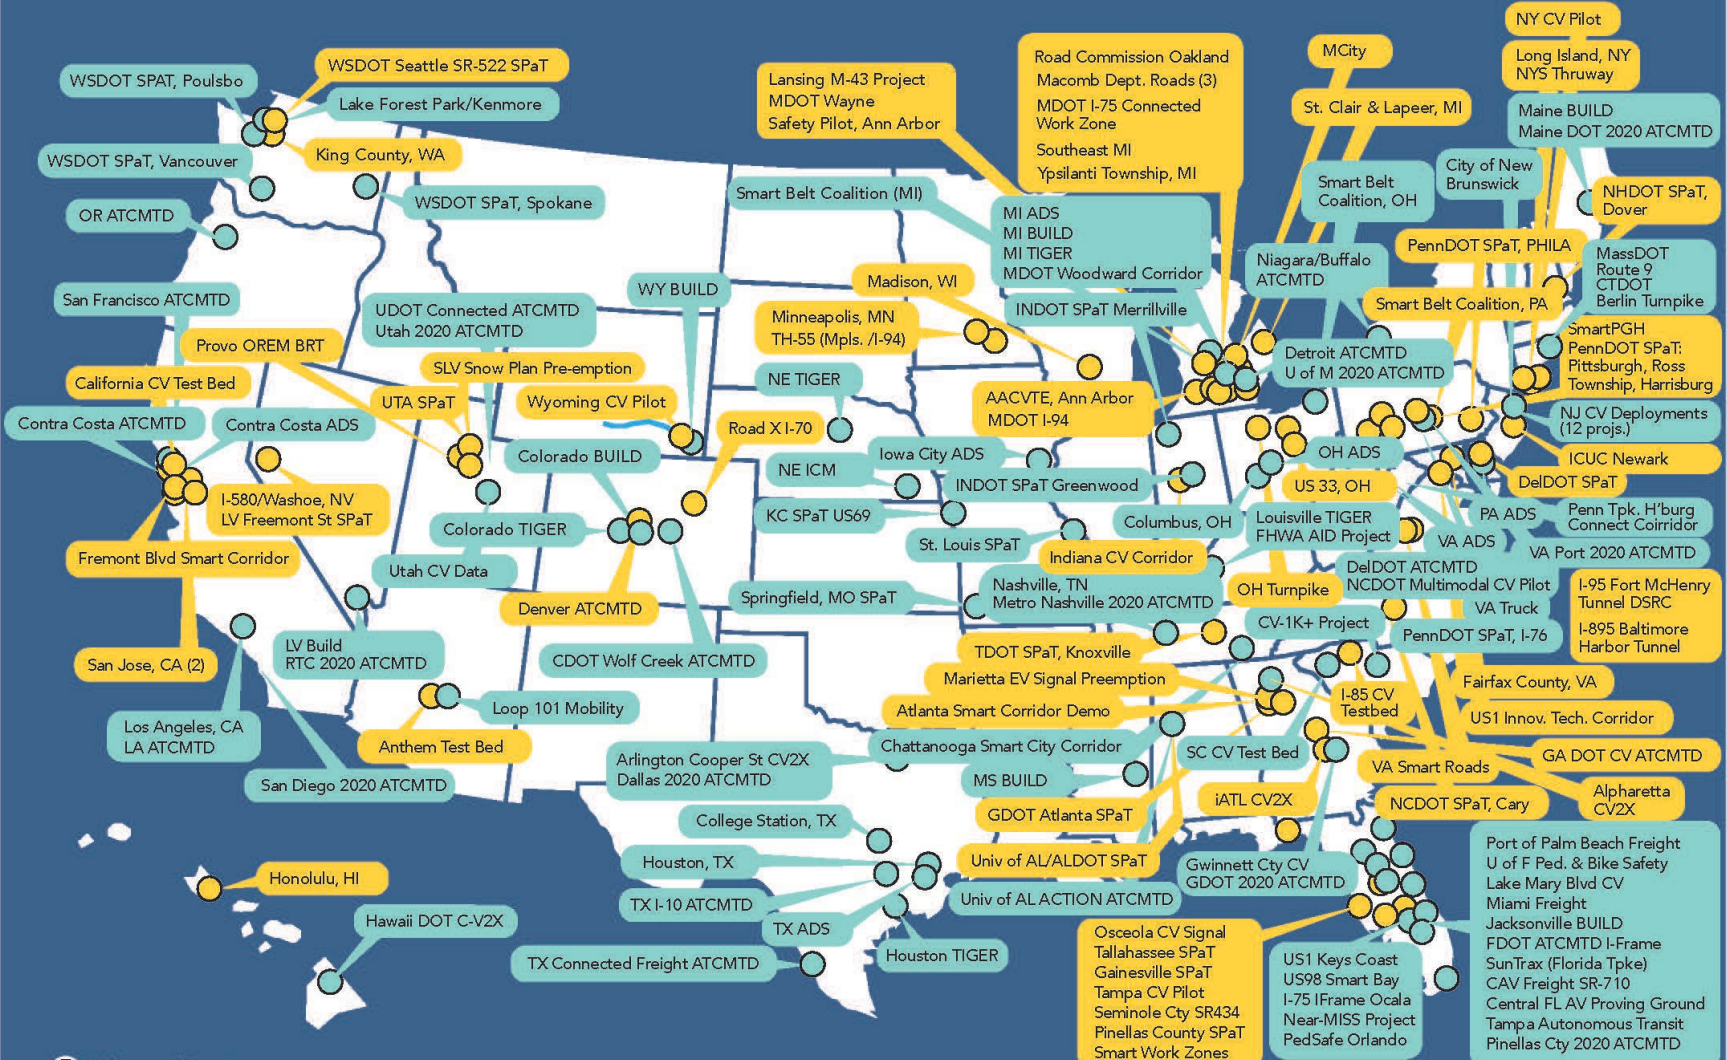 NY CV Pilot
Long Island, NY
NYS Thruway
MCity
Road Commission Oakland
Macomb Dept. Roads (3)
MDOT I-75 Connected
Work Zone
Southeast MI
Ypsilanti Township, MI
WSDOT Seattle SR-522 SPaT
WSDOT SPAT, Poulsbo
Lake Forest Park/Kenmore
Lansing M-43 Project
MDOT Wayne
Safety Pilot, Ann Arbor
St. Clair & Lapeer, MI
Maine BUILD
Maine DOT 2020 ATCMTD
WSDOT SPaT, Vancouver
King County, WA
City of New
Brunswick
Smart Belt
Coalition, OH
NHDOT SPaT,
Dover
WSDOT SPaT, Spokane
OR ATCMTD
Smart Belt Coalition (MI)
MI ADS
MI BUILD
MI TIGER
MDOT Woodward Corridor
PennDOT SPaT, PHILA
Niagara/Buffalo
ATCMTD
MassDOT
Route 9
CTDOT
Berlin Turnpike
San Francisco ATCMTD
UDOT Connected ATCMTD
Utah 2020 ATCMTD
WY BUILD
Madison, WI
INDOT SPaT Merrillville
Smart Belt Coalition, PA
Minneapolis, MN
TH-55 (Mpls. /I-94)
Provo OREM BRT
SLV Snow Plan Pre-emption
Detroit ATCMTD
U of M 2020 ATCMTD
SmartPGH
PennDOT SPaT:
Pittsburgh, Ross
Township, Harrisburg
California CV Test Bed
UTA SPaT
Wyoming CV Pilot
NE TIGER
AACVTE, Ann Arbor
MDOT I-94
NJ CV Deployments
(12 projs.)
Contra Costa ATCMTD
Contra Costa ADS
Road X I-70
Colorado BUILD
NE ICM
Iowa City ADS
OH ADS
ICUC Newark
INDOT SPaT Greenwood
US 33, OH
DelDOT SPaT
I-580/Washoe, NV
LV Freemont St SPaT
Colorado TIGER
KC SPaT US69
Columbus, OH
Louisville TIGER
FHWA AID Project
PA ADS
Penn Tpk. H'burg
Connect Coirridor
St. Louis SPaT
VA ADS
VA Port 2020 ATCMTD
Fremont Blvd Smart Corridor
Utah CV Data
Indiana CV Corridor
DelDOT ATCMTD
NCDOT Multimodal CV Pilot
Springfield, MO SPaT
Nashville, TN
Metro Nashville 2020 ATCMTD
OH Turnpike
VA Truck
I-95 Fort McHenry
Tunnel DSRC
I-895 Baltimore
Harbor Tunnel
Denver ATCMTD
CV-1K+ Project
PennDOT SPaT, I-76
San Jose, CA (2)
LV Build
RTC 2020 ATCMTD
CDOT Wolf Creek ATCMTD
TDOT SPaT, Knoxville
Marietta EV Signal Preemption
Fairfax County, VA
I-85 CV
Testbed
Atlanta Smart Corridor Demo
US1 Innov. Tech. Corridor
Loop 101 Mobility
Los Angeles, CA
LA ATCMTD
Anthem Test Bed
Chattanooga Smart City Corridor
SC CV Test Bed
GA DOT CV ATCMTD
Arlington Cooper St CV2X
Dallas 2020 ATCMTD
MS BUILD
VA Smart Roads
San Diego 2020 ATCMTD
iATL CV2X
NCDOT SPaT, Cary
Alpharetta
CV2X
GDOT Atlanta SPaT
College Station, TX
Houston, TX
Univ of AL/ALDOT SPaT
Gwinnett Cty CV
GDOT 2020 ATCMTD
Honolulu, HI
TX I-10 ATCMTD
Univ of AL ACTION ATCMTD
Hawaii DOT C-V2X
TX ADS
Houston TIGER
TX Connected Freight ATCMTD
Osceola CV Signal
Tallahassee SPaT
Gainesville SPaT
Tampa CV Pilot
Seminole Cty SR434
Pinellas County SPaT
Smart Work Zones
US1 Keys Coast
US98 Smart Bay
I-75 IFrame Ocala
Near-MISS Project
PedSafe Orlando
Port of Palm Beach Freight
U of F Ped. & Bike Safety
Lake Mary Blvd CV
Miami Freight
Jacksonville BUILD
FDOT ATCMTD I-Frame
SunTrax (Florida Tpke)
CAV Freight SR-710
Central FL AV Proving Ground
Tampa Autonomous Transit
Pinellas Cty 2020 ATCMTD